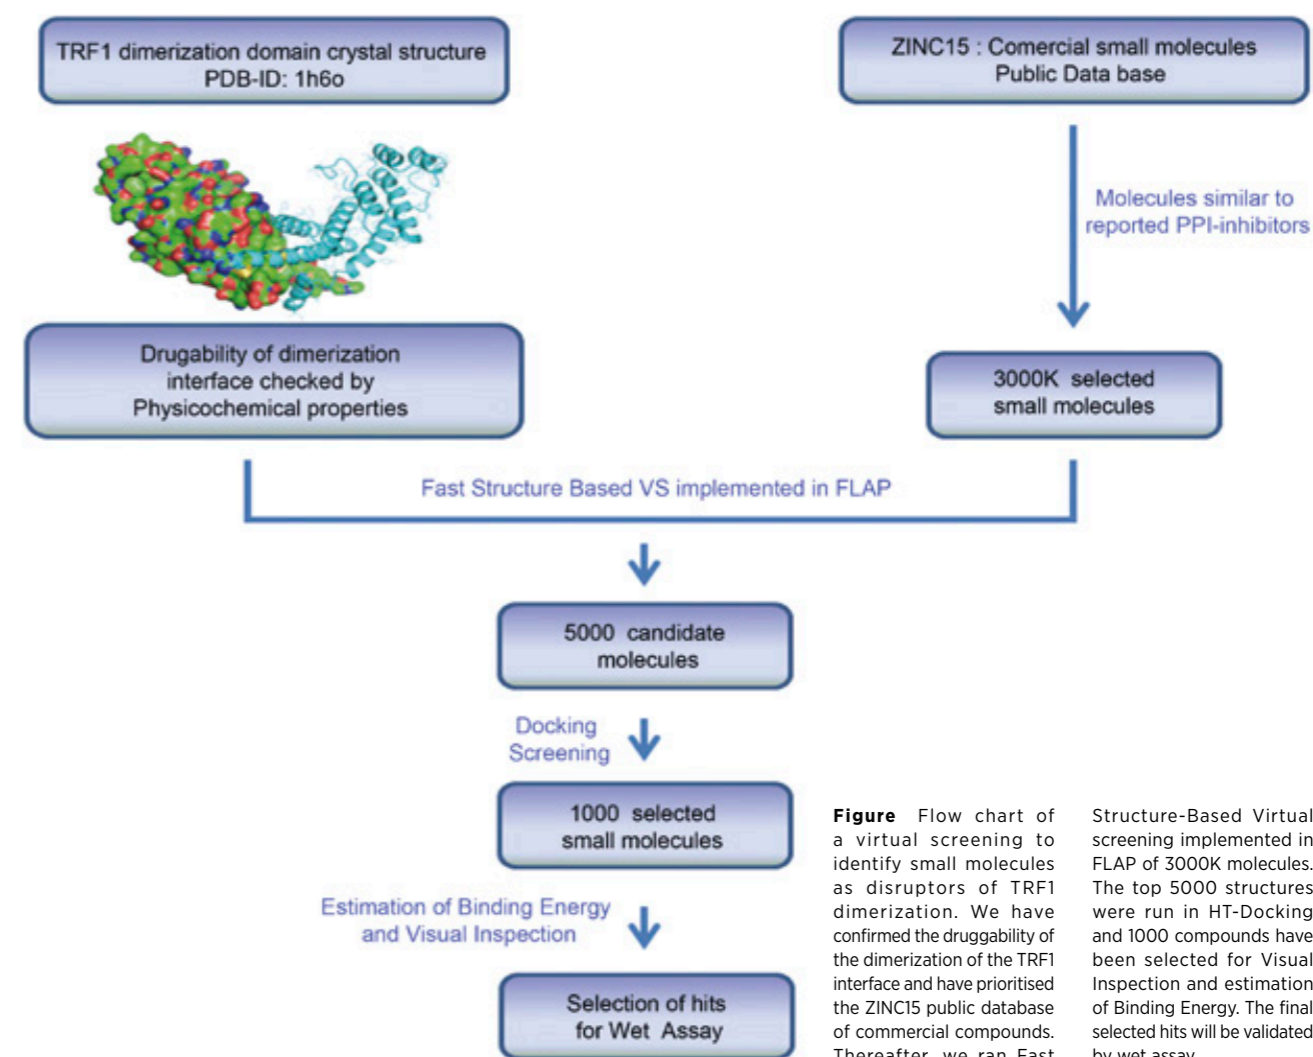 TRF1 dimerization domain crystal structure
PDB-ID: 1h6o
ZINC15 : Comercial small molecules
Public Data base
Molecules similar to
reported PPI-inhibitors
Drugability of dimerization
interface checked by
Physicochemical properties
3000K selected
small molecules
Fast Structure Based VS implemented in FLAP
5000 candidate
molecules
Docking
Screening
1000 selected
small molecules
Estimation of Binding Energy
and Visual Inspection
Selection of hits
for Wet Assay
Figure Flow chart of
a virtual screening to
identify small molecules
as disruptors of TRF1
dimerization. We have
confirmed the druggability of
the dimerization of the TRF1
interface and have prioritised
the ZINC15 public database
of commercial compounds.
Thereafter, we ran Fast
Structure-Based Virtual
screening implemented in
FLAP of 3000K molecules.
The top 5000 structures
were run in HT-Docking
and 1000 compounds have
been selected for Visual
Inspection and estimation
of Binding Energy. The final
selected hits will be validated
by wet assay.